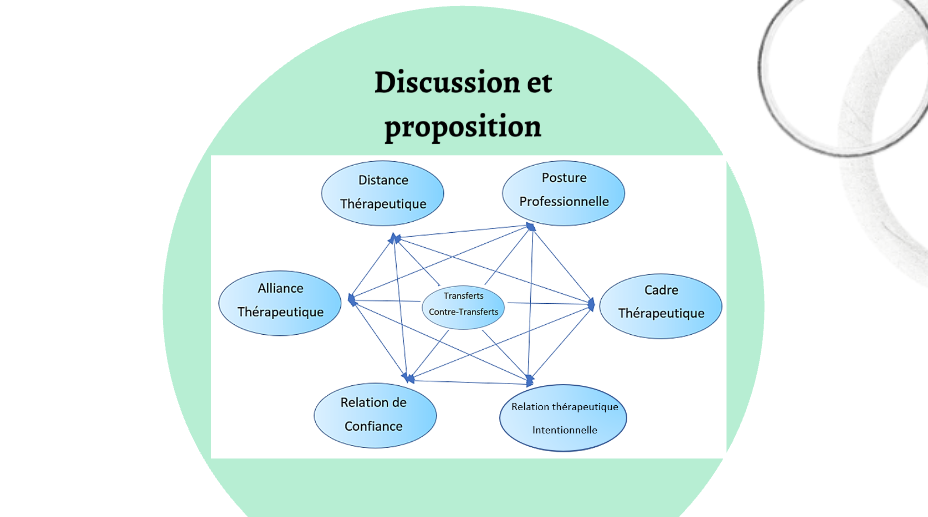 Discussion et
proposition
Distance
Thérapeutique
Posture
Professionnelle
Alliance
Thérapeutique
Transferts
Contre-Transferts
Cadre
Thérapeutique
Relation de
Confiance
Relation thérapeutique
Intentionnelle